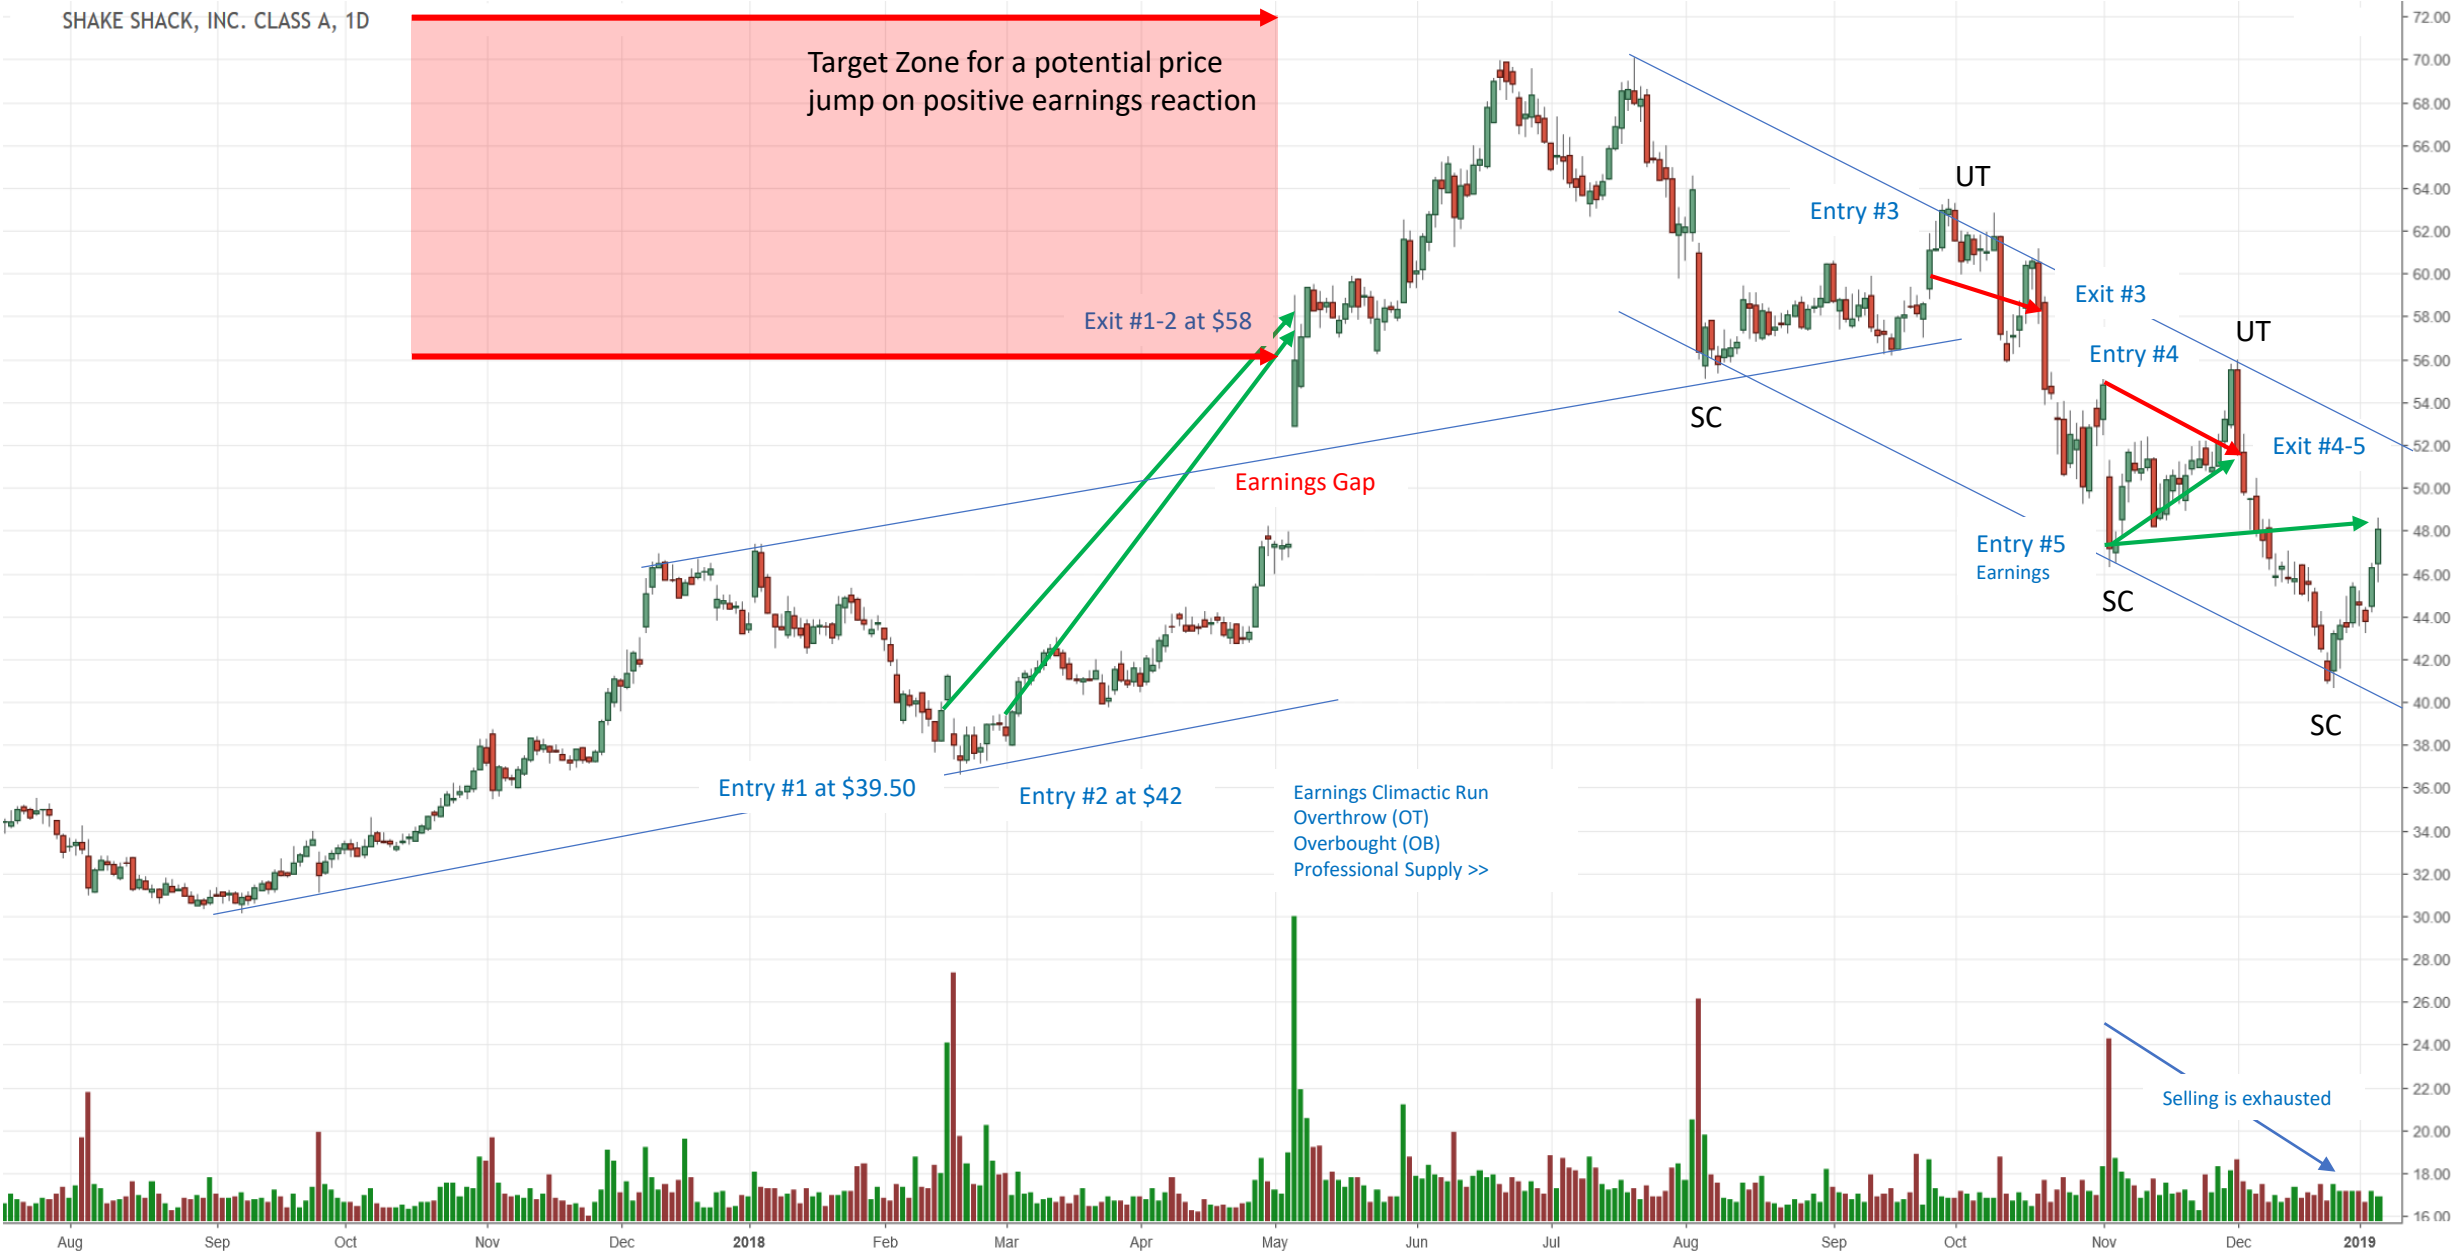 SHAKE SHACK, INC. CLASS A, 1D
Target Zone for a potential price
jump on positive earnings reaction
Exit #1-2 at $58
Earnings Gap
Entry #1 at $39.50
Entry #2 at $42
Earnings Climactic Run
Overthrow (OT)
Overbought (OB)
Professional Supply >>
SC
Entry #3
UT
Exit #3
Entry #4
UT
Exit #4-5
Entry #5
Earnings
SC
SC
Selling is exhausted
72.00
70.00
68.00
66.00
64.00
62.00
60.00
58.00
56.00
54.00
52.00
50.00
48.00
46.00
44.00
42.00
40.00
38.00
36.00
34.00
32.00
30.00
28.00
26.00
24.00
22.00
20.00
18.00
16.00
Aug Sep Oct Nov Dec 2018 Feb Mar Apr May Jun Jul Aug Sep Oct Nov Dec 2019